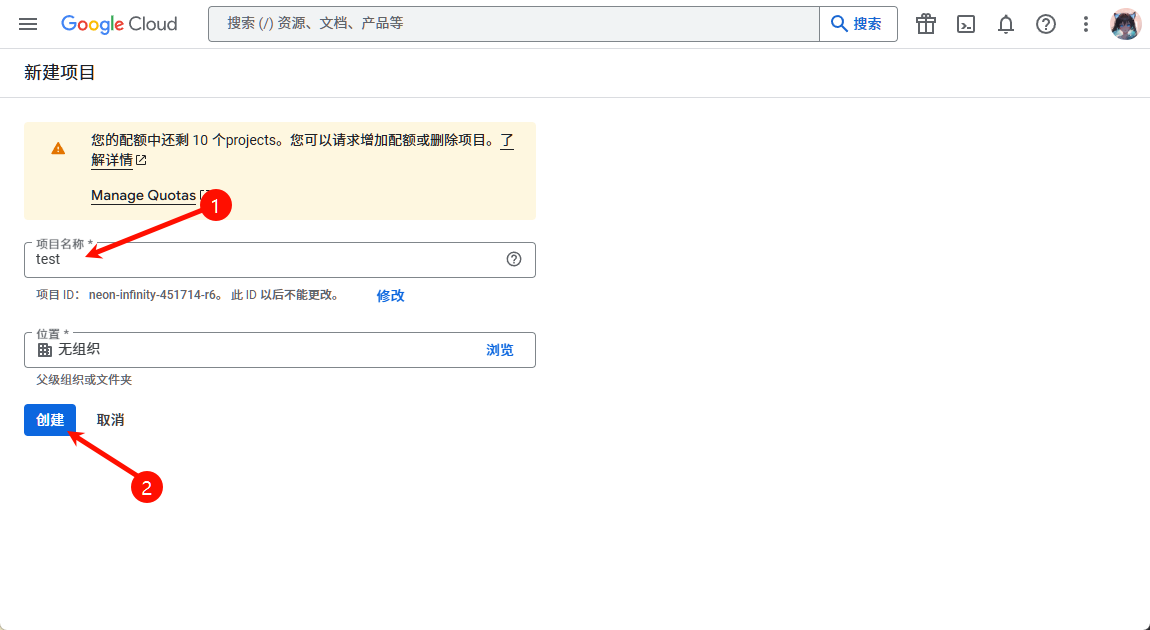 Google Cloud
搜索 (/) 资源、文档、产品等
搜索
新建项目
您的配额中还剩 10 个projects。您可以请求增加配额或删除项目。了
解详情
Manage Quotas
1
项目名称 *
test
项目 ID： neon-infinity-451714-r6。 此 ID 以后不能更改。 修改
位置 *
无组织
浏览
父级组织或文件夹
创建 取消
2